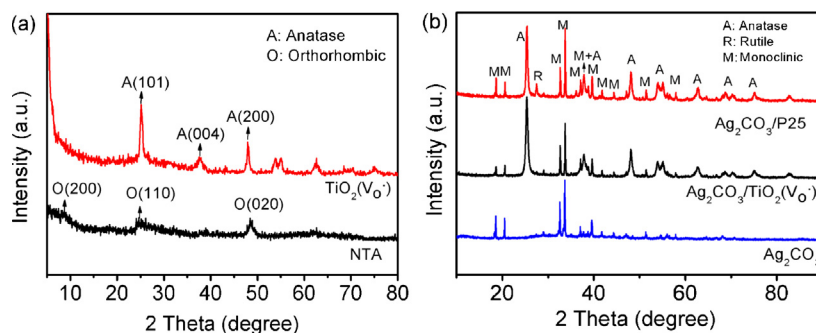 (a)
A: Anatase
O: Orthorhombic
A(101)
A(004)
A(200)
TiO₂(Vo·)
O(200)
O(110)
O(020)
NTA
Intensity (a.u.)
10 20 30 40 50 60 70 80
2 Theta (degree)
(b)
A: Anatase
R: Rutile
M: Monoclinic
A
M
M M R M M M+A M M M A M A M A A A
Ag₂CO₃/P25
Ag₂CO₃/TiO₂(Vo·)
Ag₂CO₃
Intensity (a.u.)
20 40 60 80
2 Theta (degree)